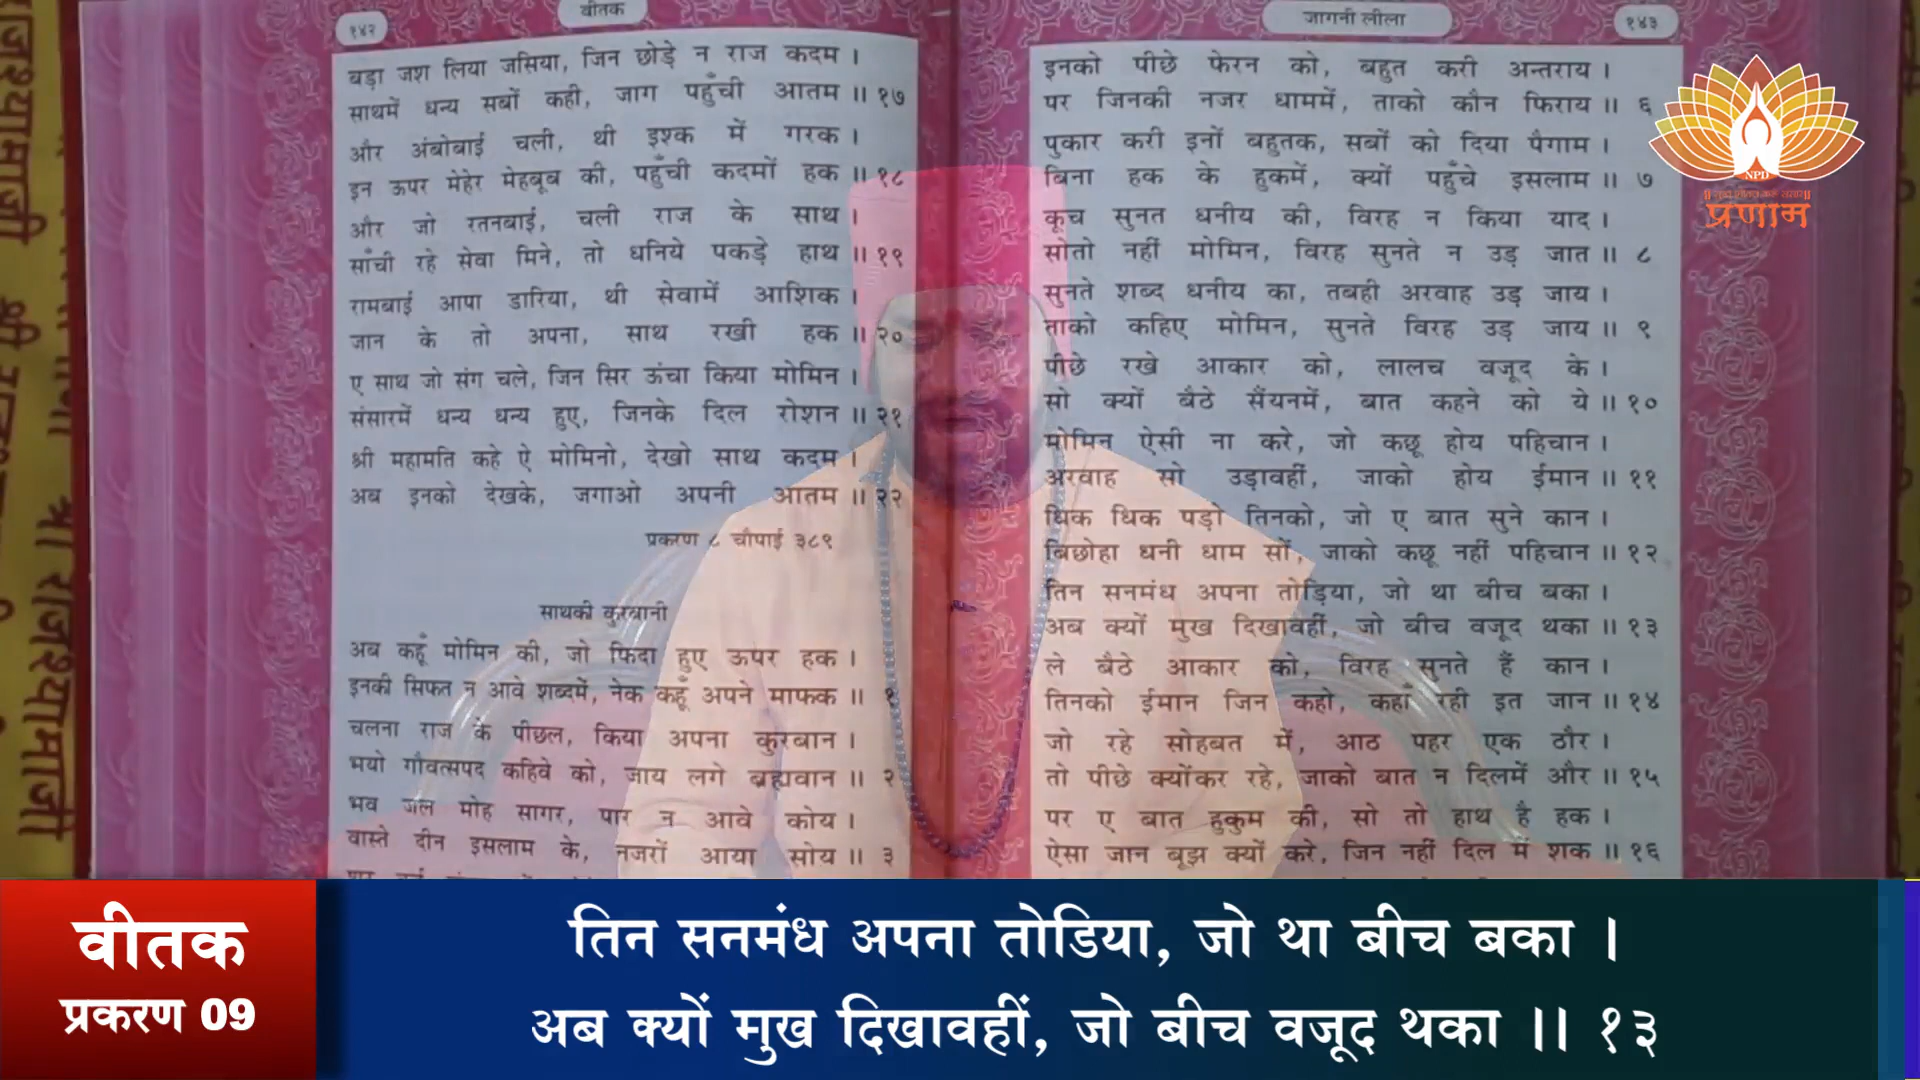 १४२
बीतक
बड़ा जश लिया जसिया, जिन छोड़े न राज कदम ।
साथमें धन्य सबों कही, जाग पहुँची आतम ॥ १७
और अंबोबाई चली, थी इश्क में गरक ।
इन ऊपर मेहेर मेहबूब की, पहुँची कदमों हक ॥ १८
और जो रतनबाई, चली राज के साथ ।
साँची रहे सेवा मिने, तो धनिये पकड़े हाथ ॥ १९
रामबाई आपा डारिया, थी सेवामें आशिक ।
जान के तो अपना, साथ रखी हक ॥ २०
ए साथ जो संग चले, जिन सिर ऊंचा किया मोमिन ।
संसारमें धन्य धन्य हुए, जिनके दिल रोशन ॥ २१
श्री महामति कहे ऐ मोमिनो, देखो साथ कदम ।
अब इनको देखके, जगाओ अपनी आतम ॥ २२
प्रकरण ८ चौपाई ३८९
साथकी कुरबानी
अब कहूँ मोमिन की, जो फिदा हुए ऊपर हक ।
इनकी सिफत न आवे शब्दमें, नेक कहूँ अपने माफक ॥ १
चलना राज के पीछल, किया अपना कुरबान ।
भयो गौवत्सपद कहिवे को, जाय लगे ब्रह्मवान ॥ २
भव जल मोह सागर, पार न आवे कोय ।
वास्ते दीन इसलाम के, नजरों आया सोय ॥ ३
जागनी लीला
१४३
इनको पीछे फेरन को, बहुत करी अन्तराय ।
पर जिनकी नजर धाममें, ताको कौन फिराय ॥ ६
पुकार करी इनों बहुतक, सबों को दिया पैगाम ।
बिना हक के हुकमें, क्यों पहुँचे इसलाम ॥ ७
कूच सुनत धनीय की, विरह न किया याद ।
सोतो नहीं मोमिन, विरह सुनते न उड़ जात ॥ ८
सुनते शब्द धनीय का, तबही अरवाह उड़ जाय ।
ताको कहिए मोमिन, सुनते विरह उड़ जाय ॥ ९
पीछे रखे आकार को, लालच वजूद के ।
सो क्यों बैठे सैंयनमें, बात कहने को ये ॥ १०
मोमिन ऐसी ना करे, जो कछू होय पहिचान ।
अरवाह सो उड़ावहीं, जाको होय ईमान ॥ ११
धिक धिक पड़ो तिनको, जो ए बात सुने कान ।
बिछोहा धनी धाम सों, जाको कछू नहीं पहिचान ॥ १२
तिन सनमंध अपना तोड़िया, जो था बीच बका ।
अब क्यों मुख दिखावहीं, जो बीच वजूद थका ॥ १३
ले बैठे आकार को, विरह सुनते हैं कान ।
तिनको ईमान जिन कहो, कहाँ रही इत जान ॥ १४
जो रहे सोहबत में, आठ पहर एक ठौर ।
तो पीछे क्योंकर रहे, जाको बात न दिलमें और ॥ १५
पर ए बात हुकुम की, सो तो हाथ है हक ।
ऐसा जान बूझ क्यों करे, जिन नहीं दिल में शक ॥ १६
NPD
प्रणाम
वीतक
प्रकरण 09
तिन सनमंध अपना तोडिया, जो था बीच बका ।
अब क्यों मुख दिखावहीं, जो बीच वजूद थका ।। १३